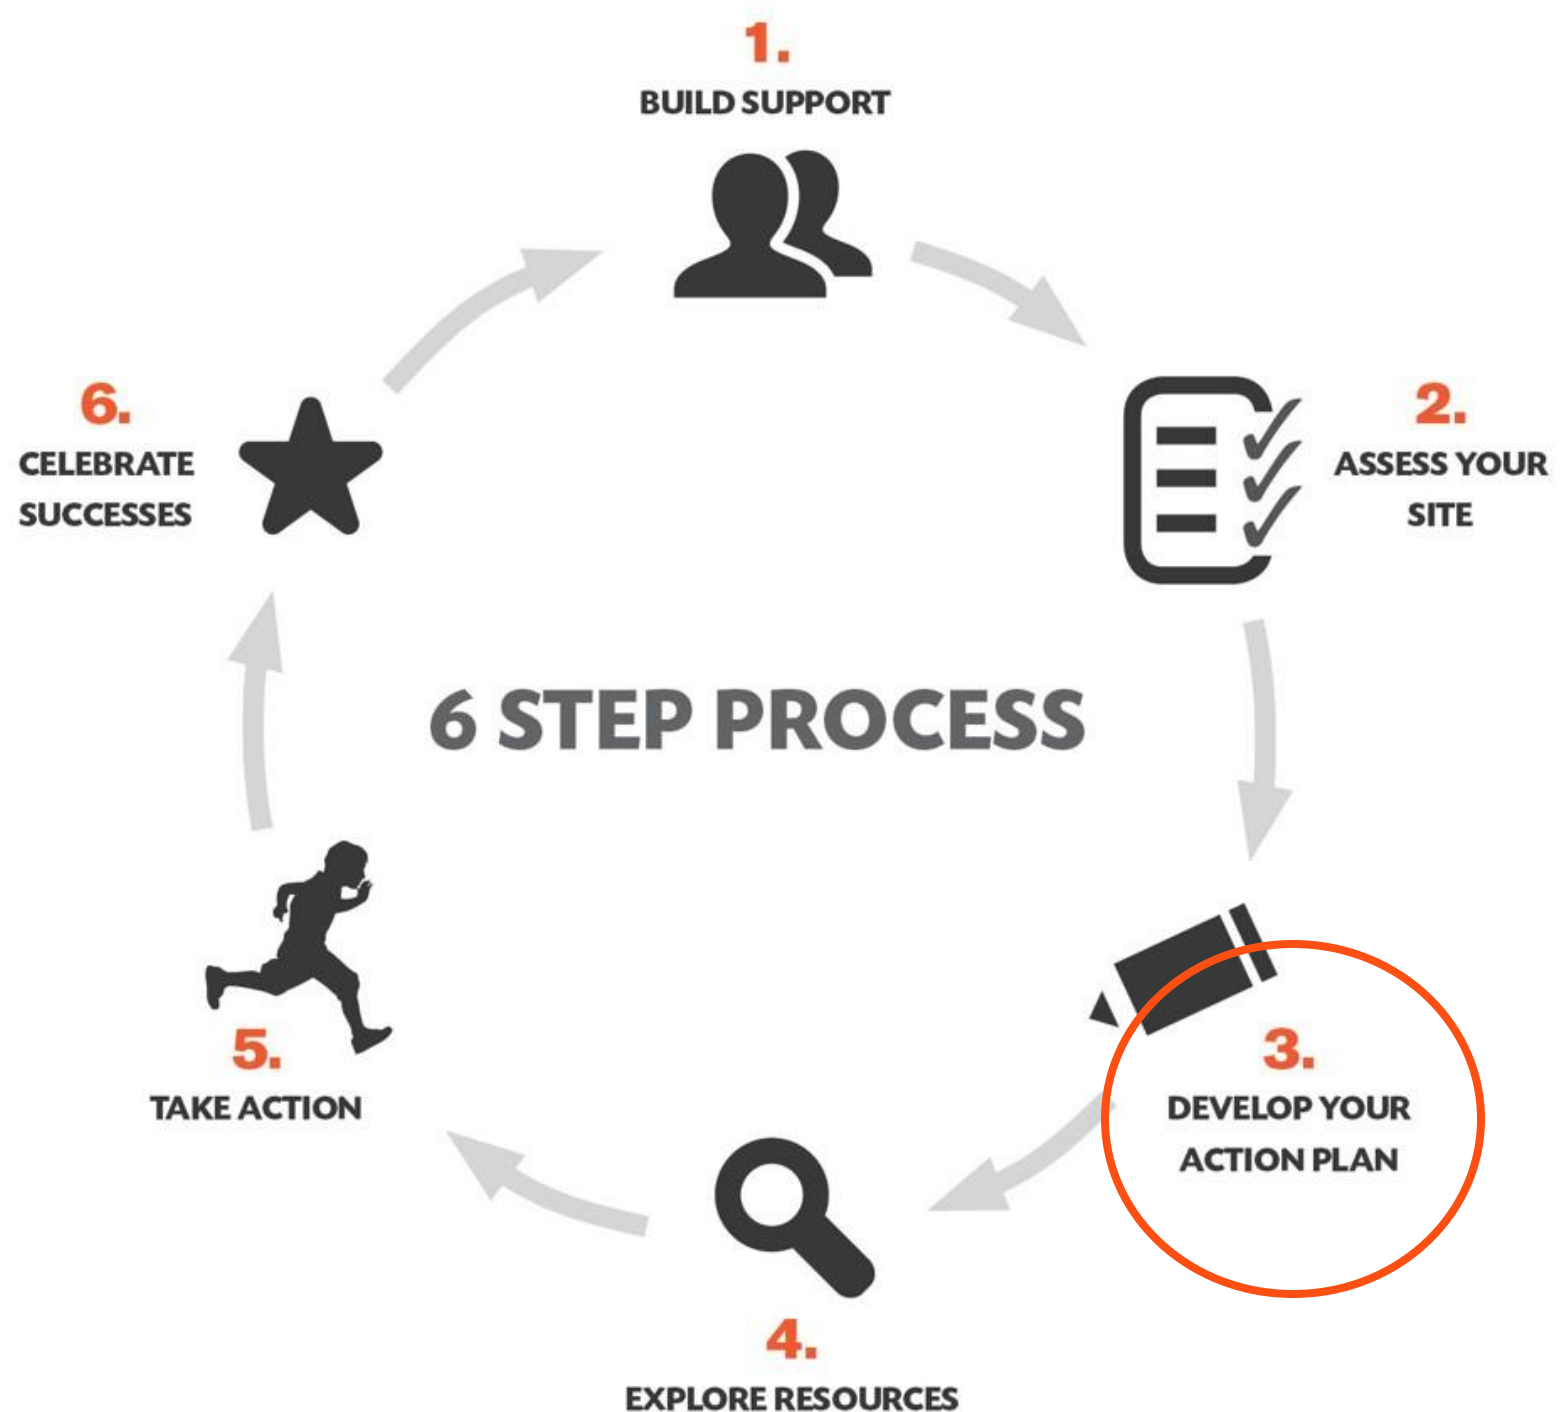 1.
BUILD SUPPORT
2.
ASSESS YOUR
SITE
3.
DEVELOP YOUR
ACTION PLAN
4.
EXPLORE RESOURCES
5.
TAKE ACTION
6.
CELEBRATE
SUCCESSES
6 STEP PROCESS